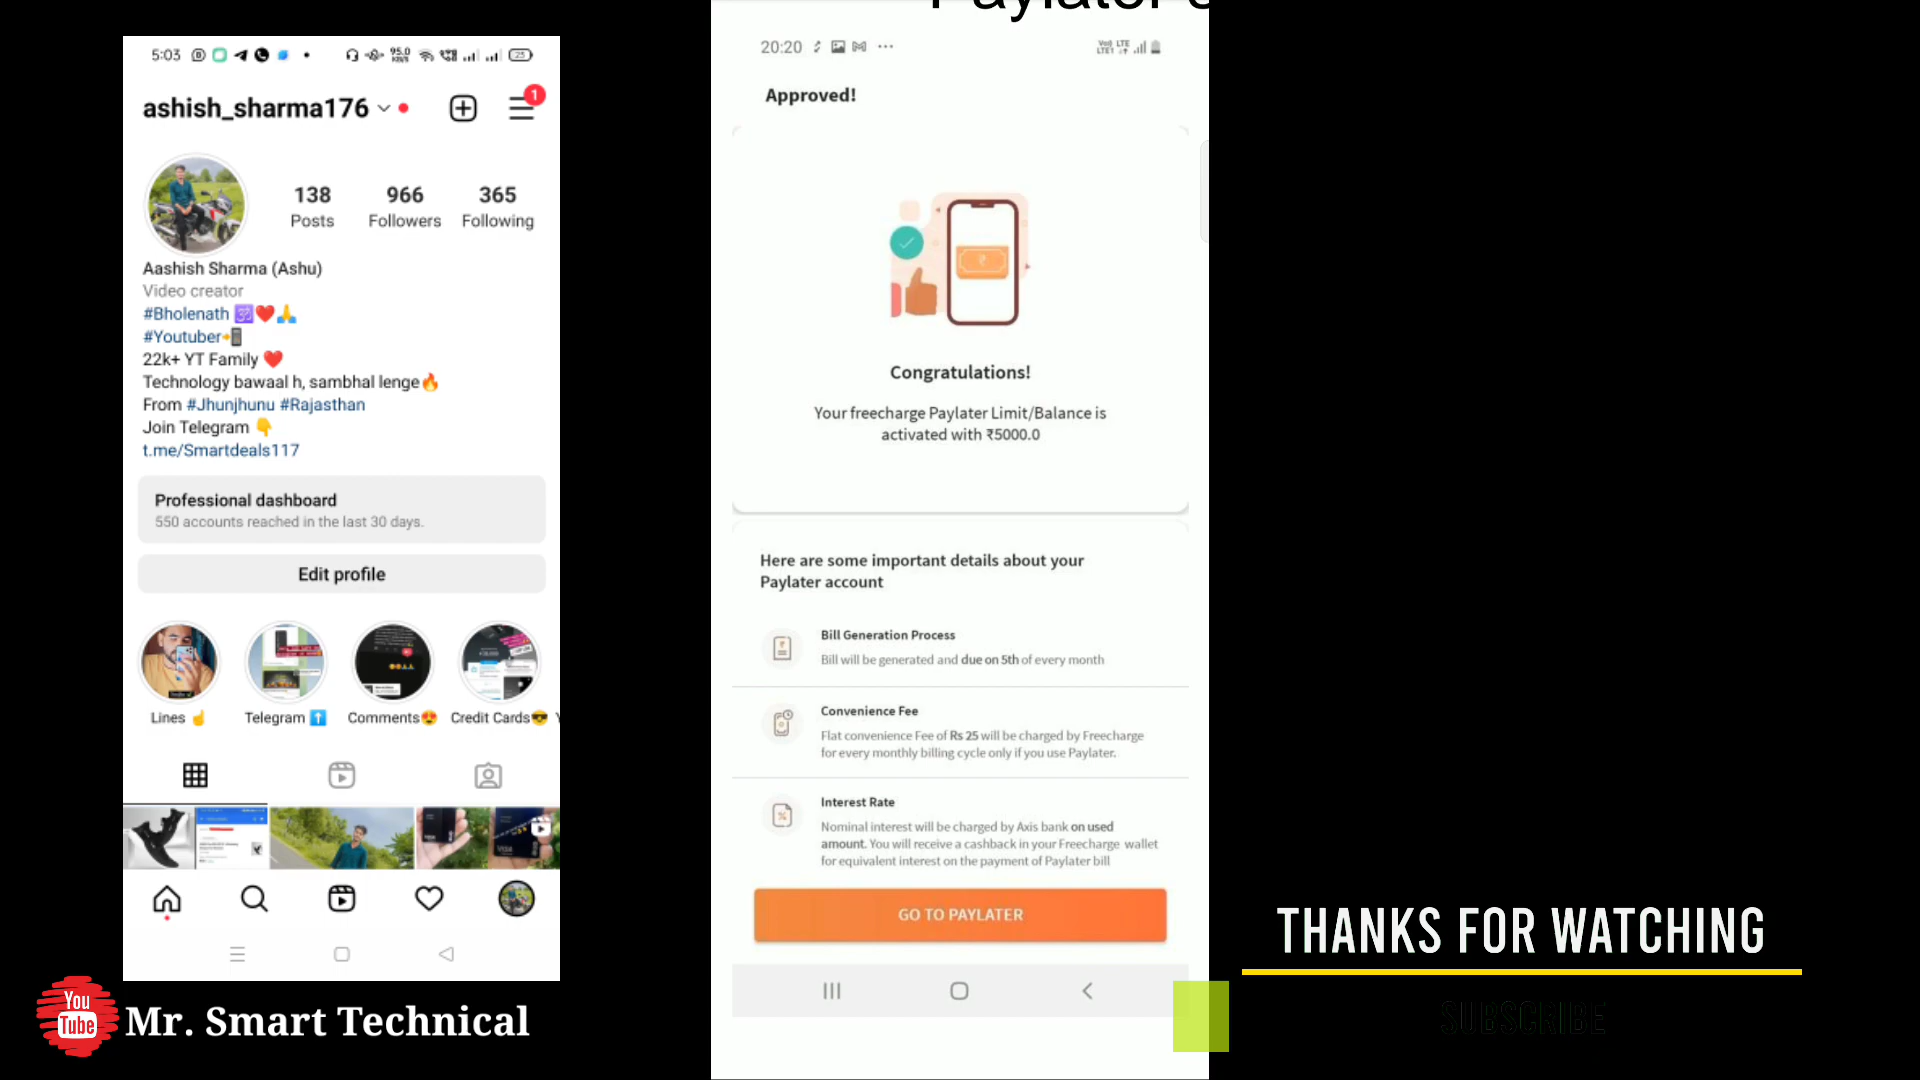 5:03
95.0
KB/S
25
ashish_sharma176
1
138
966
365
Posts
Followers
Following
Aashish Sharma (Ashu)
Video creator
#Bholenath 🕉️❤️🙏
#Youtuber📲
22k+ YT Family ❤️
Technology bawaal h, sambhal lenge🔥
From #Jhunjhunu #Rajasthan
Join Telegram 👇
t.me/Smartdeals117
Professional dashboard
550 accounts reached in the last 30 days.
Edit profile
Lines ☝️
Telegram ⬆️
Comments😍
Credit Cards😎
You
Tube
Mr. Smart Technical
Paylater
20:20
Approved!
Congratulations!
Your freecharge Paylater Limit/Balance is
activated with ₹5000.0
Here are some important details about your
Paylater account
Bill Generation Process
Bill will be generated and due on 5th of every month
Convenience Fee
Flat convenience Fee of Rs 25 will be charged by Freecharge
for every monthly billing cycle only if you use Paylater.
Interest Rate
Nominal interest will be charged by Axis bank on used
amount. You will receive a cashback in your Freecharge wallet
for equivalent interest on the payment of Paylater bill
GO TO PAYLATER
THANKS FOR WATCHING
SUBSCRIBE